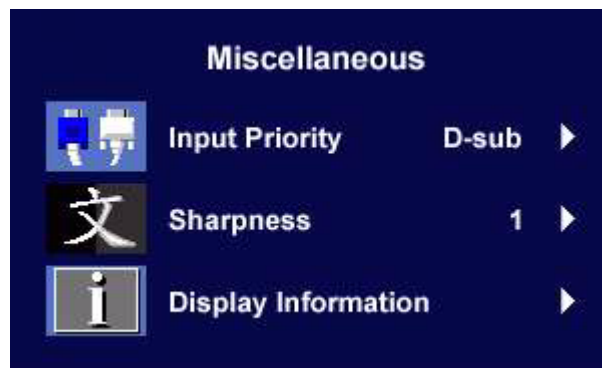 Miscellaneous
Input Priority D-sub
文 Sharpness 1
i Display Information